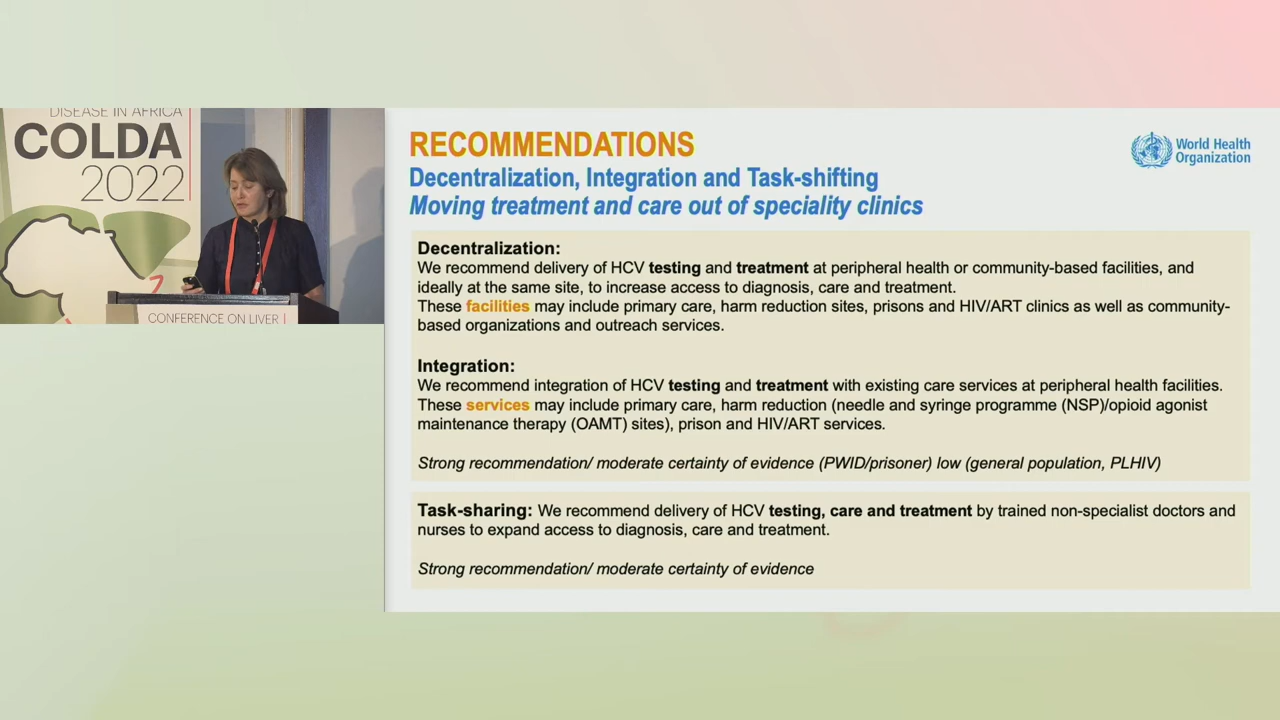 DISEASE IN AFRICA
COLDA
2022
CONFERENCE ON LIVER
RECOMMENDATIONS
Decentralization, Integration and Task-shifting
Moving treatment and care out of speciality clinics
World Health
Organization
Decentralization:
We recommend delivery of HCV testing and treatment at peripheral health or community-based facilities, and
ideally at the same site, to increase access to diagnosis, care and treatment.
These facilities may include primary care, harm reduction sites, prisons and HIV/ART clinics as well as community-
based organizations and outreach services.
Integration:
We recommend integration of HCV testing and treatment with existing care services at peripheral health facilities.
These services may include primary care, harm reduction (needle and syringe programme (NSP)/opioid agonist
maintenance therapy (OAMT) sites), prison and HIV/ART services.
Strong recommendation/ moderate certainty of evidence (PWID/prisoner) low (general population, PLHIV)
Task-sharing: We recommend delivery of HCV testing, care and treatment by trained non-specialist doctors and
nurses to expand access to diagnosis, care and treatment.
Strong recommendation/ moderate certainty of evidence